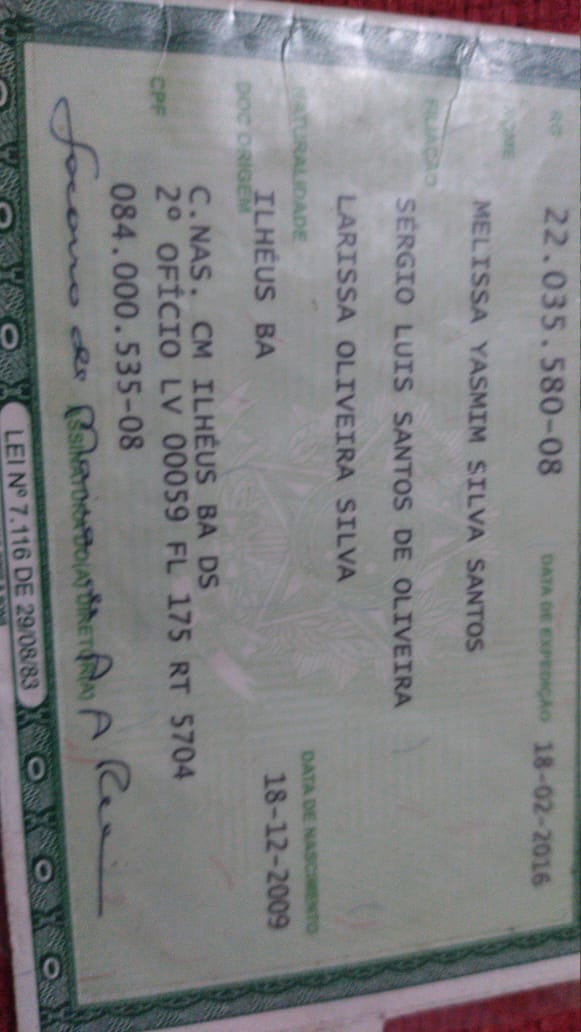 RG 22.035.580-08 DATA DE EXPEDIÇÃO 18-02-2016
NOME MELISSA YASMIM SILVA SANTOS
FILIAÇÃO SÉRGIO LUIS SANTOS DE OLIVEIRA
LARISSA OLIVEIRA SILVA
NATURALIDADE DATA DE NASCIMENTO
ILHÉUS BA 18-12-2009
DOC ORIGEM
C.NAS. CM ILHÉUS BA DS
2º OFÍCIO LV 00059 FL 175 RT 5704
CPF
084.000.535-08
ASSINATURA DO(A) DIRETOR(A)
LEI Nº 7.116 DE 29/08/83